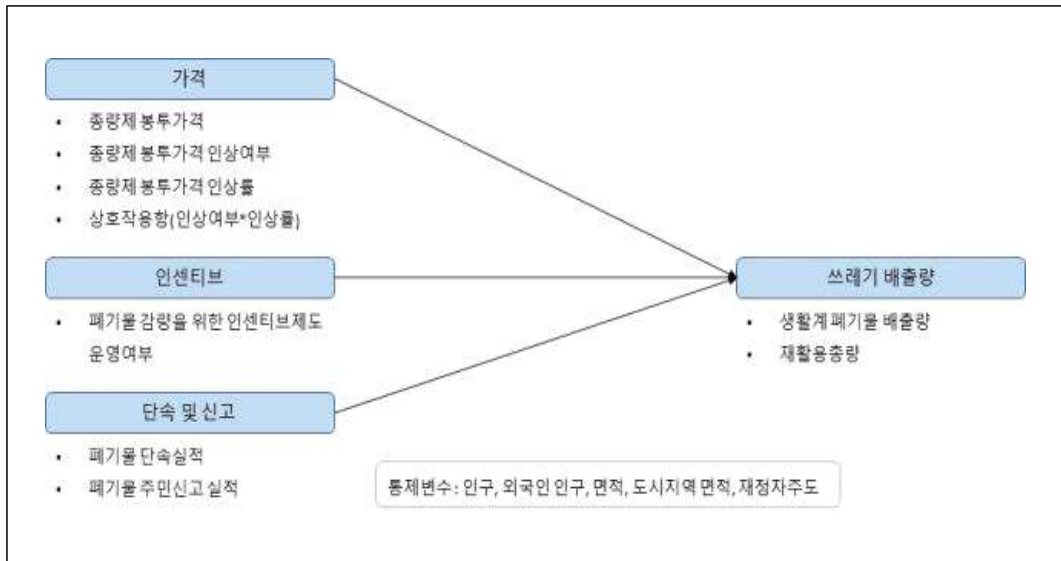 가격
• 종량제 봉투가격
• 종량제 봉투가격 인상여부
• 종량제 봉투가격 인상률
• 상호작용항(인상여부*인상률)
인센티브
• 폐기물 감량을 위한 인센티브제도
운영여부
단속 및 신고
• 폐기물 단속실적
• 폐기물 주민신고 실적
쓰레기 배출량
• 생활계 폐기물 배출량
• 재활용총량
통제변수 : 인구, 외국인 인구, 면적, 도시지역 면적, 재정자주도